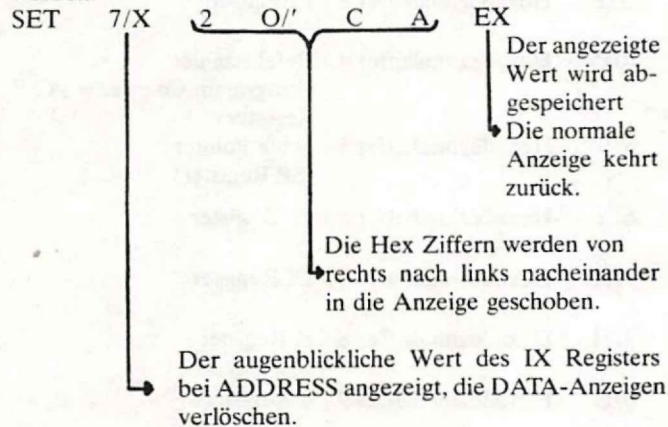 SET 7/X 2 O/' C A EX
Der angezeigte
Wert wird ab-
gespeichert
Die normale
Anzeige kehrt
zurück.
Die Hex Ziffern werden von
rechts nach links nacheinander
in die Anzeige geschoben.
Der augenblickliche Wert des IX Registers
bei ADDRESS angezeigt, die DATA-Anzeigen
verlöschen.